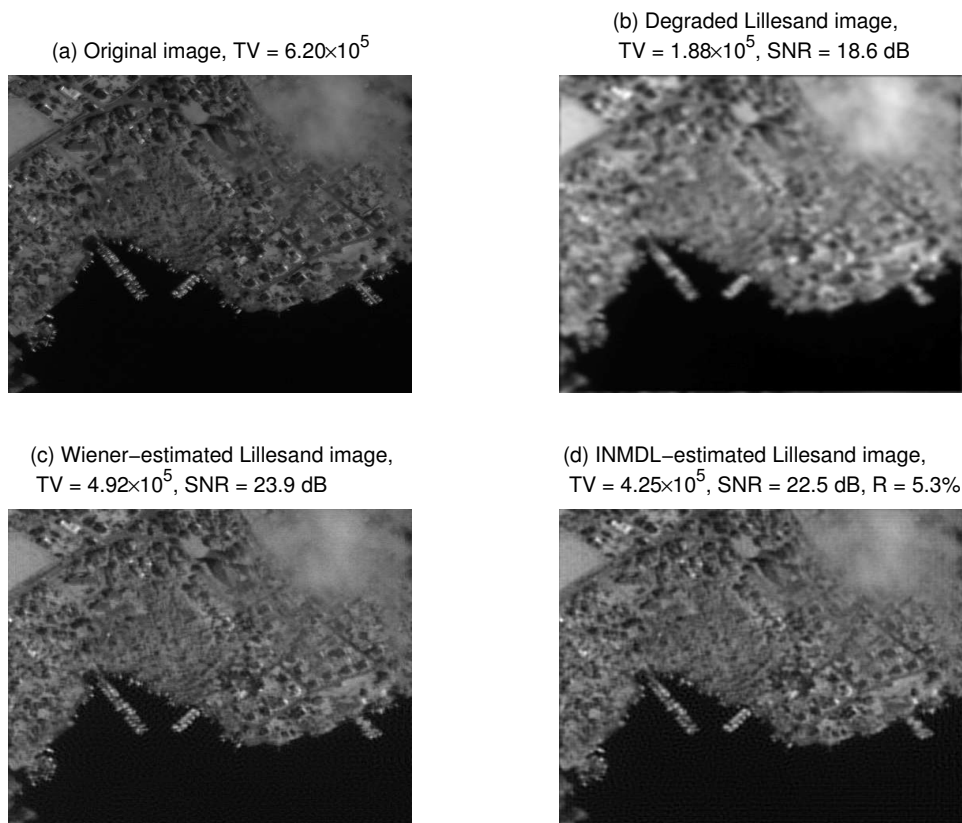 (a) Original image, TV = 6.20×10^5
(b) Degraded Lillesand image,
TV = 1.88×10^5, SNR = 18.6 dB
(c) Wiener−estimated Lillesand image,
TV = 4.92×10^5, SNR = 23.9 dB
(d) INMDL−estimated Lillesand image,
TV = 4.25×10^5, SNR = 22.5 dB, R = 5.3%